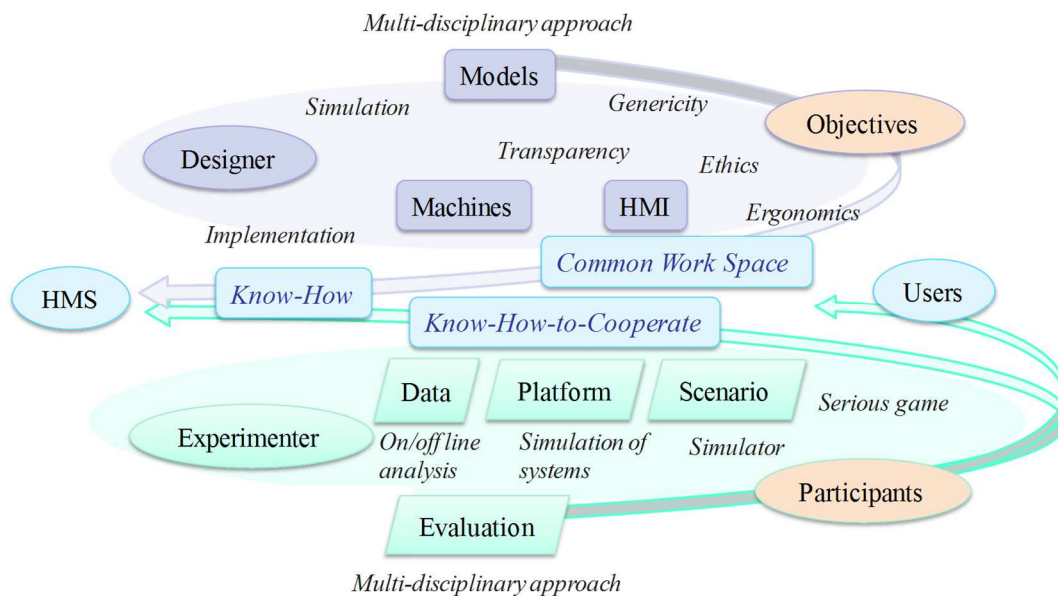 Multi-disciplinary approach
Models
Simulation
Genericity
Objectives
Designer
Transparency
Ethics
Machines
HMI
Ergonomics
Implementation
Common Work Space
HMS
Know-How
Users
Know-How-to-Cooperate
Data
Platform
Scenario
Serious game
Experimenter
On/off line
analysis
Simulation of
systems
Simulator
Participants
Evaluation
Multi-disciplinary approach